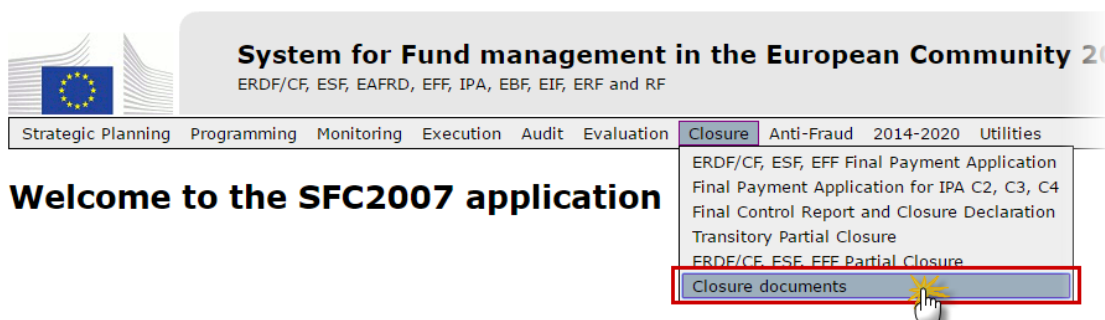 System for Fund management in the European Community
ERDF/CF, ESF, EAFRD, EFF, IPA, EBF, EIF, ERF and RF
Strategic Planning Programming Monitoring Execution Audit Evaluation Closure Anti-Fraud 2014-2020 Utilities
Welcome to the SFC2007 application
ERDF/CF, ESF, EFF Final Payment Application
Final Payment Application for IPA C2, C3, C4
Final Control Report and Closure Declaration
Transitory Partial Closure
ERDF/CF, ESF, EFF Partial Closure
Closure documents